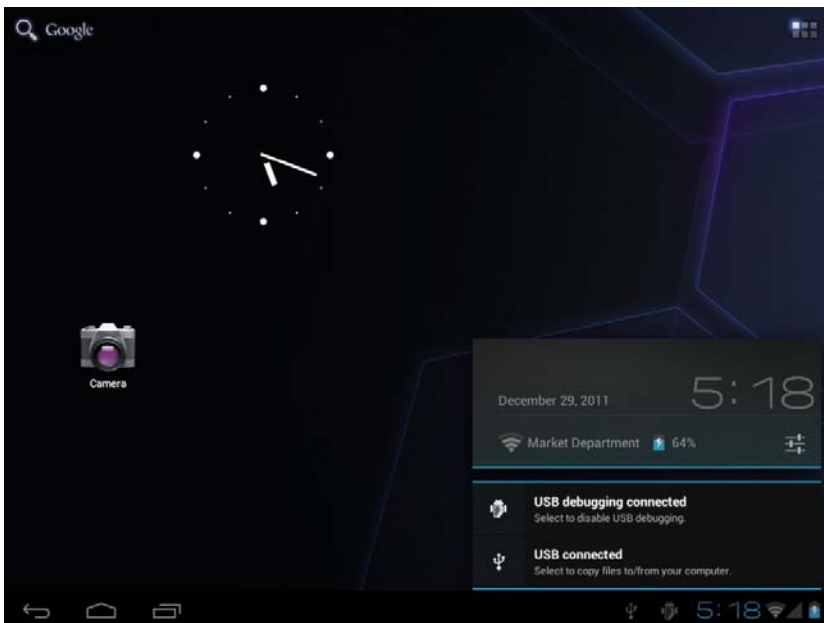 Google
Camera
December 29, 2011
5:18
Market Department 64%
USB debugging connected
Select to disable USB debugging.
USB connected
Select to copy files to/from your computer.
5:18